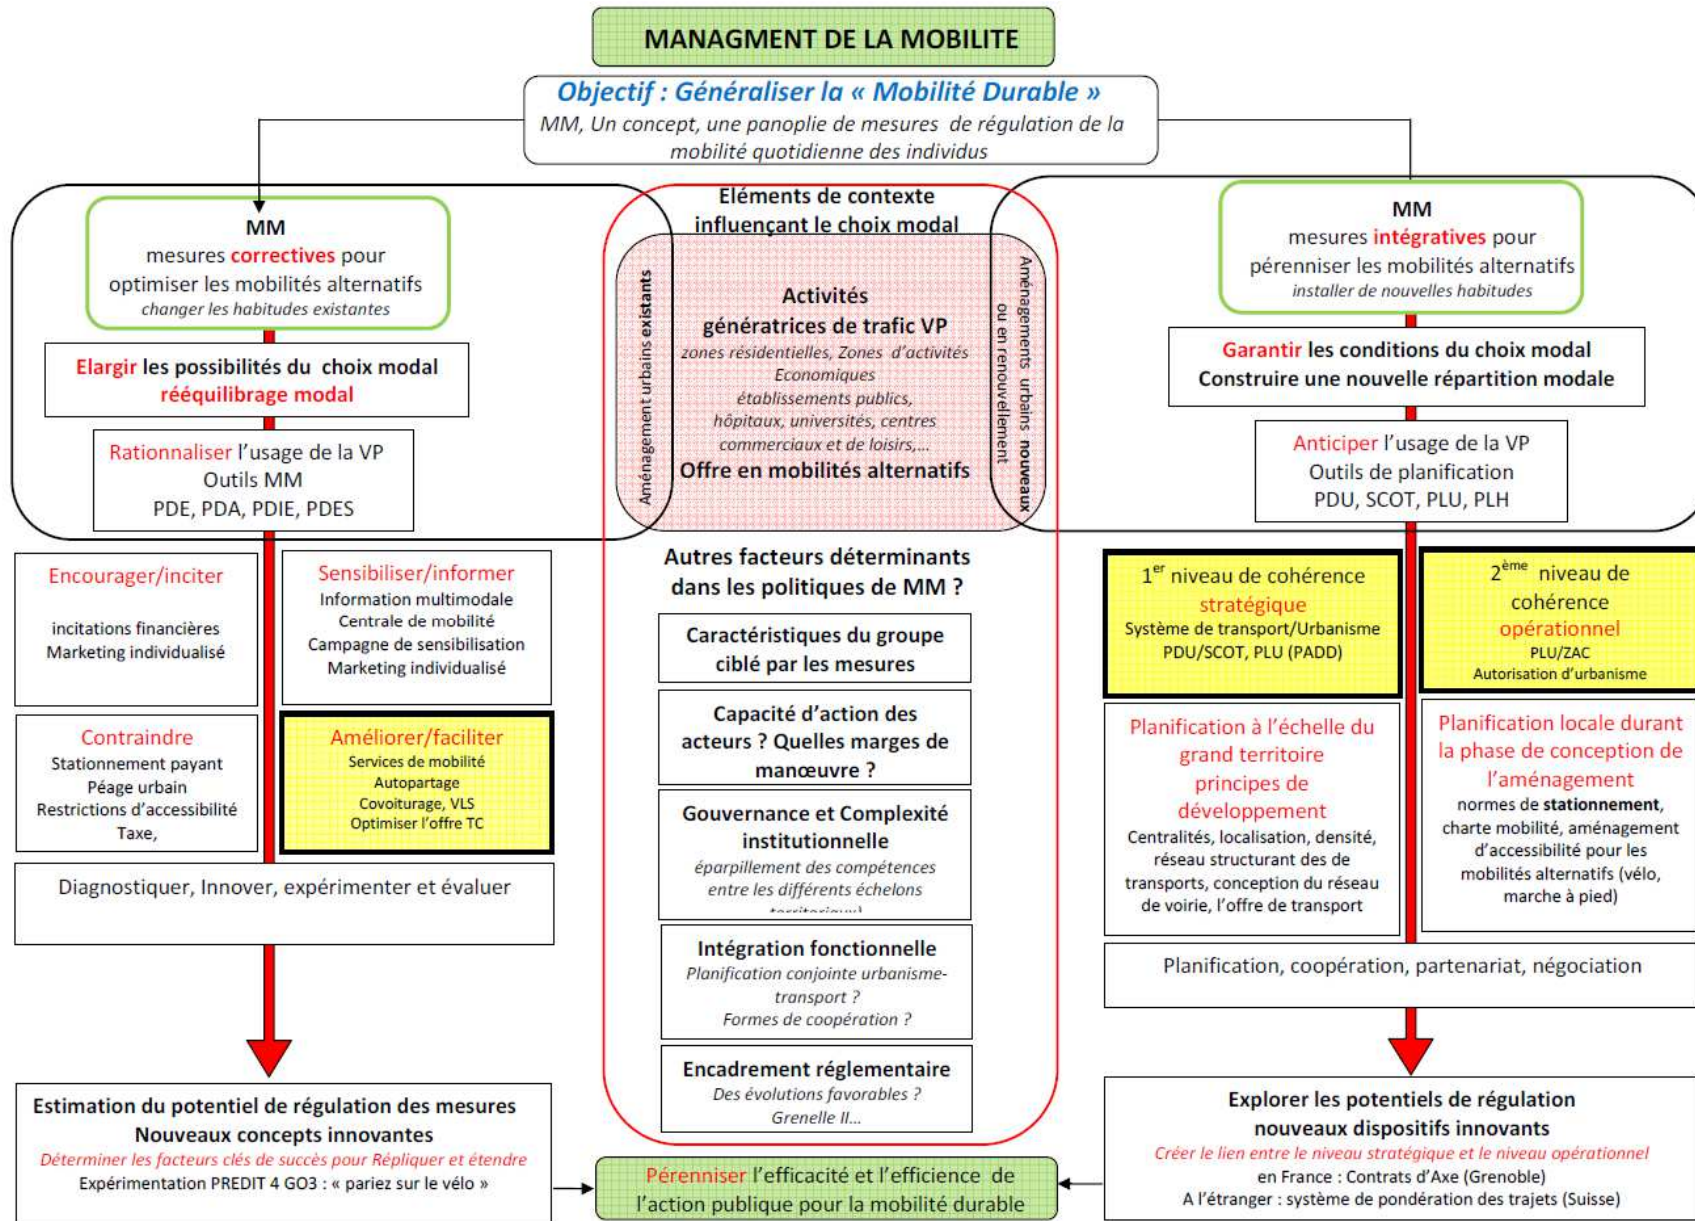 MANAGMENT DE LA MOBILITE
Objectif : Généraliser la « Mobilité Durable »
MM, Un concept, une panoplie de mesures de régulation de la
mobilité quotidienne des individus
MM
mesures correctives pour
optimiser les mobilités alternatifs
changer les habitudes existantes
Elargir les possibilités du choix modal
rééquilibrage modal
Rationnaliser l'usage de la VP
Outils MM
PDE, PDA, PDIE, PDES
Encourager/inciter
incitations financières
Marketing individualisé
Sensibiliser/informer
Information multimodale
Centrale de mobilité
Campagne de sensibilisation
Marketing individualisé
Contraindre
Stationnement payant
Péage urbain
Restrictions d'accessibilité
Taxe,
Améliorer/faciliter
Services de mobilité
Autopartage
Covoiturage, VLS
Optimiser l'offre TC
Diagnostiquer, Innover, expérimenter et évaluer
Estimation du potentiel de régulation des mesures
Nouveaux concepts innovantes
Déterminer les facteurs clés de succès pour Répliquer et étendre
Expérimentation PREDIT 4 GO3 : « pariez sur le vélo »
Eléments de contexte
influençant le choix modal
Aménagement urbains existants
Activités
génératrices de trafic VP
zones résidentielles, Zones d'activités
Economiques
établissements publics,
hôpitaux, universités, centres
commerciaux et de loisirs,...
Offre en mobilités alternatifs
Aménagements urbains nouveaux
ou en renouvellement
Autres facteurs déterminants
dans les politiques de MM ?
Caractéristiques du groupe
ciblé par les mesures
Capacité d'action des
acteurs ? Quelles marges de
manœuvre ?
Gouvernance et Complexité
institutionnelle
éparpillement des compétences
entre les différents échelons
territoriaux)
Intégration fonctionnelle
Planification conjointe urbanisme-
transport ?
Formes de coopération ?
Encadrement réglementaire
Des évolutions favorables ?
Grenelle II...
Pérenniser l'efficacité et l'efficience de
l'action publique pour la mobilité durable
MM
mesures intégratives pour
pérenniser les mobilités alternatifs
installer de nouvelles habitudes
Garantir les conditions du choix modal
Construire une nouvelle répartition modale
Anticiper l'usage de la VP
Outils de planification
PDU, SCOT, PLU, PLH
1er niveau de cohérence
stratégique
Système de transport/Urbanisme
PDU/SCOT, PLU (PADD)
2ème niveau de
cohérence
opérationnel
PLU/ZAC
Autorisation d'urbanisme
Planification à l'échelle du
grand territoire
principes de
développement
Centralités, localisation, densité,
réseau structurant des de
transports, conception du réseau
de voirie, l'offre de transport
Planification locale durant
la phase de conception de
l'aménagement
normes de stationnement,
charte mobilité, aménagement
d'accessibilité pour les
mobilités alternatifs (vélo,
marche à pied)
Planification, coopération, partenariat, négociation
Explorer les potentiels de régulation
nouveaux dispositifs innovants
Créer le lien entre le niveau stratégique et le niveau opérationnel
en France : Contrats d'Axe (Grenoble)
A l'étranger : système de pondération des trajets (Suisse)